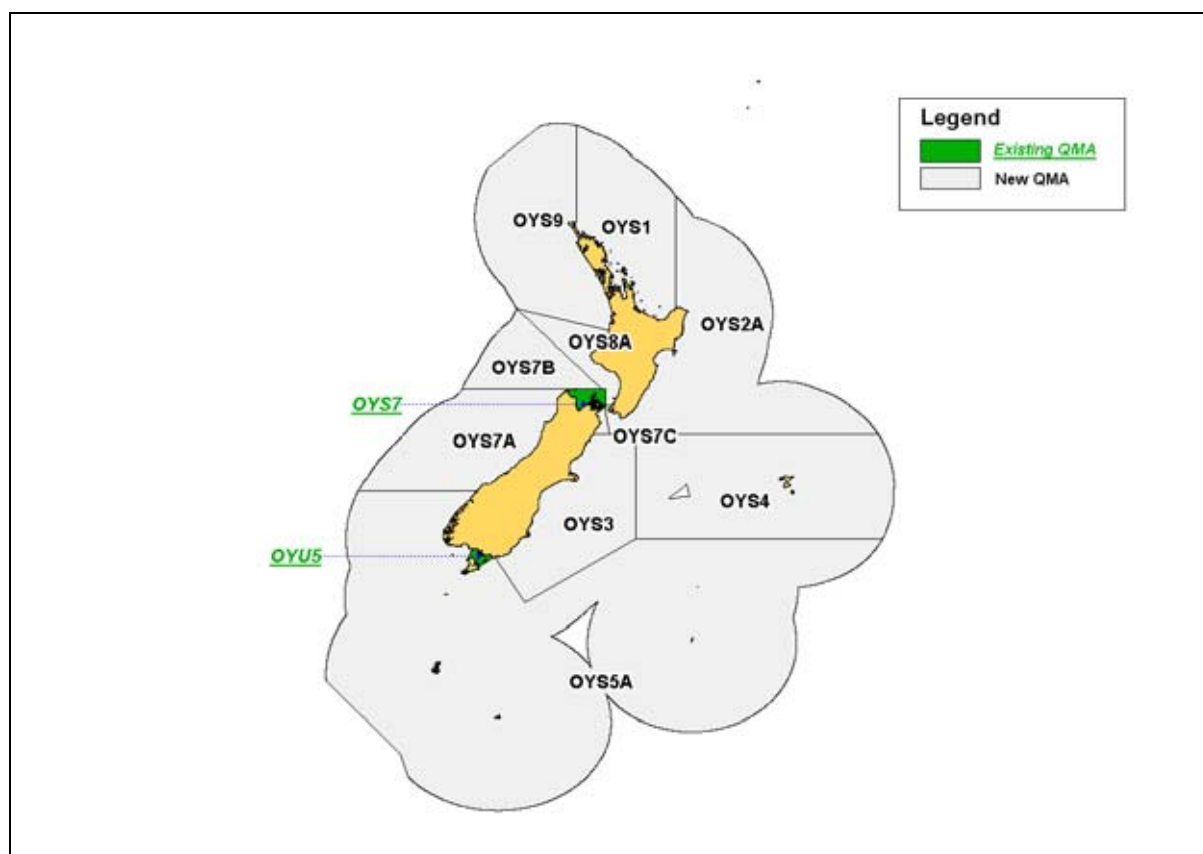 Legend
Existing QMA
New QMA
OYS9
OYS1
OYS2A
OYS8A
OYS7B
OYS7
OYS7A
OYS7C
OYS4
OYS3
OYU5
OYS5A